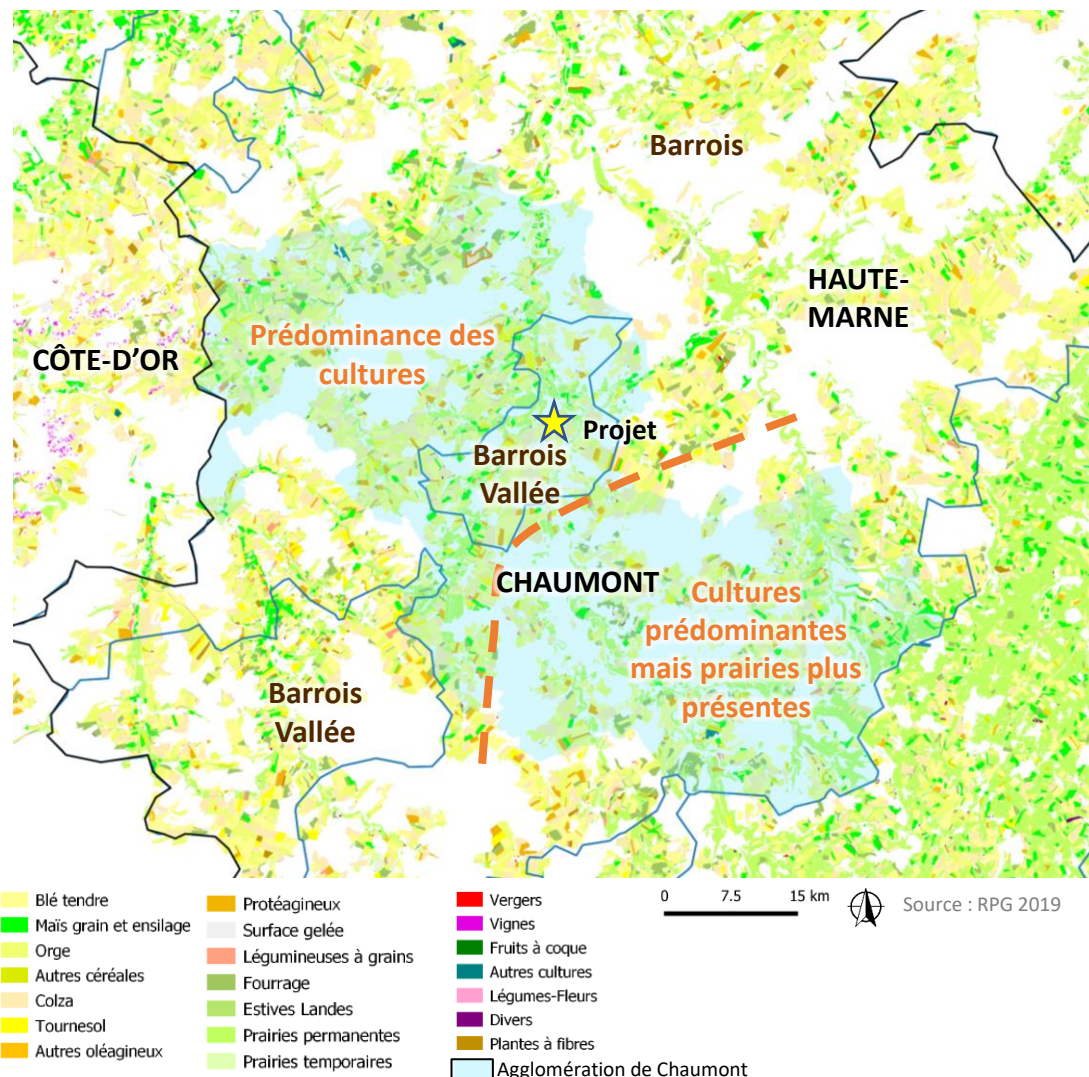 Barrois
HAUTE-
MARNE
Prédominance des
cultures
CÔTE-D'OR
Projet
Barrois
Vallée
CHAUMONT
Cultures
prédominantes
mais prairies plus
présentes
Barrois
Vallée
Blé tendre
Maïs grain et ensilage
Orge
Autres céréales
Colza
Tournesol
Autres oléagineux
Protéagineux
Surface gelée
Légumineuses à grains
Fourrage
Estives Landes
Prairies permanentes
Prairies temporaires
Vergers
Vignes
Fruits à coque
Autres cultures
Légumes-Fleurs
Divers
Plantes à fibres
Agglomération de Chaumont
0 7.5 15 km
Source : RPG 2019